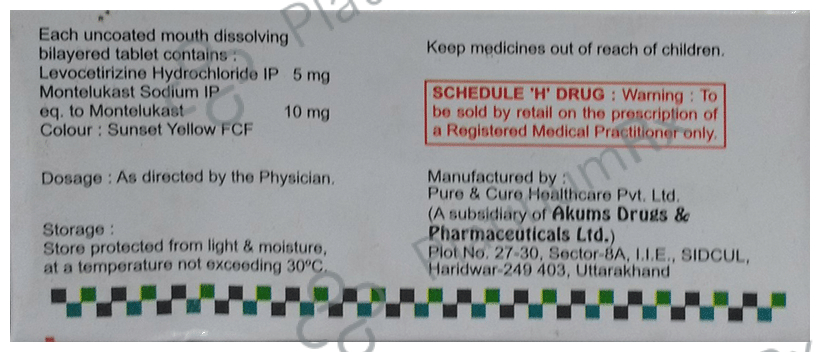 Each uncoated mouth dissolving
bilayered tablet contains :
Levocetirizine Hydrochloride IP 5 mg
Montelukast Sodium IP
eq. to Montelukast 10 mg
Colour : Sunset Yellow FCF
Dosage : As directed by the Physician.
Storage :
Store protected from light & moisture,
at a temperature not exceeding 30ºC.
Keep medicines out of reach of children.
SCHEDULE 'H' DRUG : Warning : To
be sold by retail on the prescription of
a Registered Medical Practitioner only.
Manufactured by :
Pure & Cure Healthcare Pvt. Ltd.
(A subsidiary of Akums Drugs &
Pharmaceuticals Ltd.)
Plot No. 27-30, Sector-8A, I.I.E., SIDCUL,
Haridwar-249 403, Uttarakhand